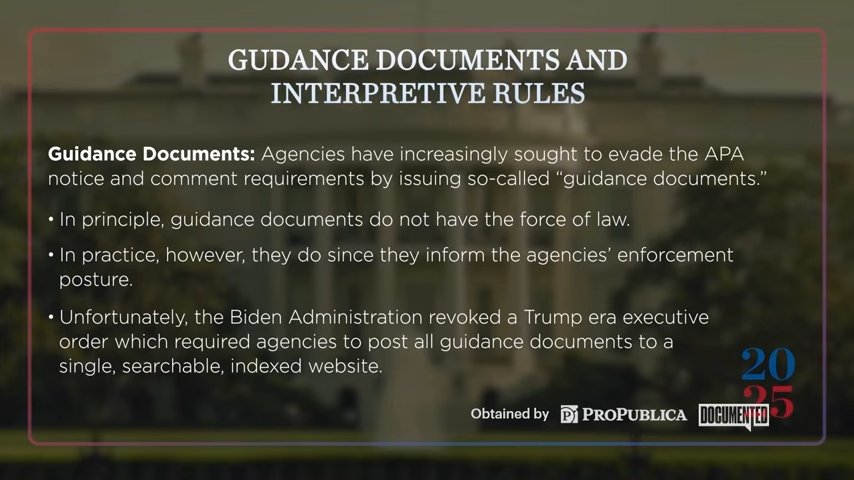 GUDANCE DOCUMENTS AND
INTERPRETIVE RULES
Guidance Documents: Agencies have increasingly sought to evade the APA
notice and comment requirements by issuing so-called “guidance documents.”
• In principle, guidance documents do not have the force of law.
• In practice, however, they do since they inform the agencies’ enforcement
posture.
• Unfortunately, the Biden Administration revoked a Trump era executive
order which required agencies to post all guidance documents to a
single, searchable, indexed website.
20
25
Obtained by PROPUBLICA DOCUMENTED